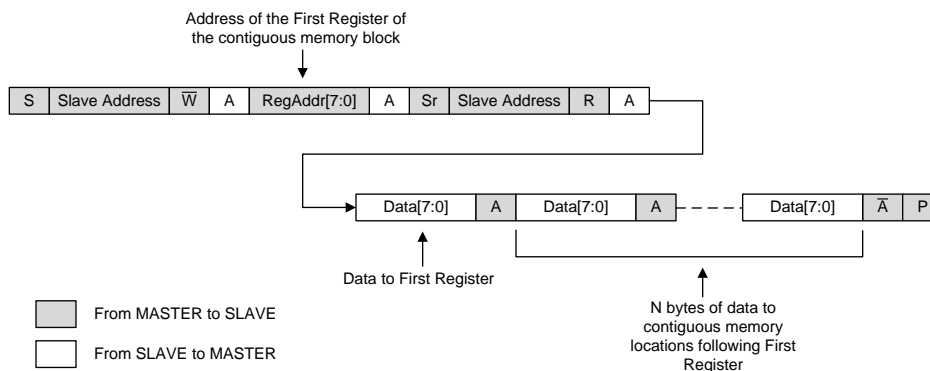 Address of the First Register of
the contiguous memory block
S Slave Address W̅ A RegAddr[7:0] A Sr Slave Address R A
Data[7:0] A Data[7:0] A Data[7:0] A̅ P
Data to First Register
N bytes of data to
contiguous memory
locations following First
Register
From MASTER to SLAVE
From SLAVE to MASTER